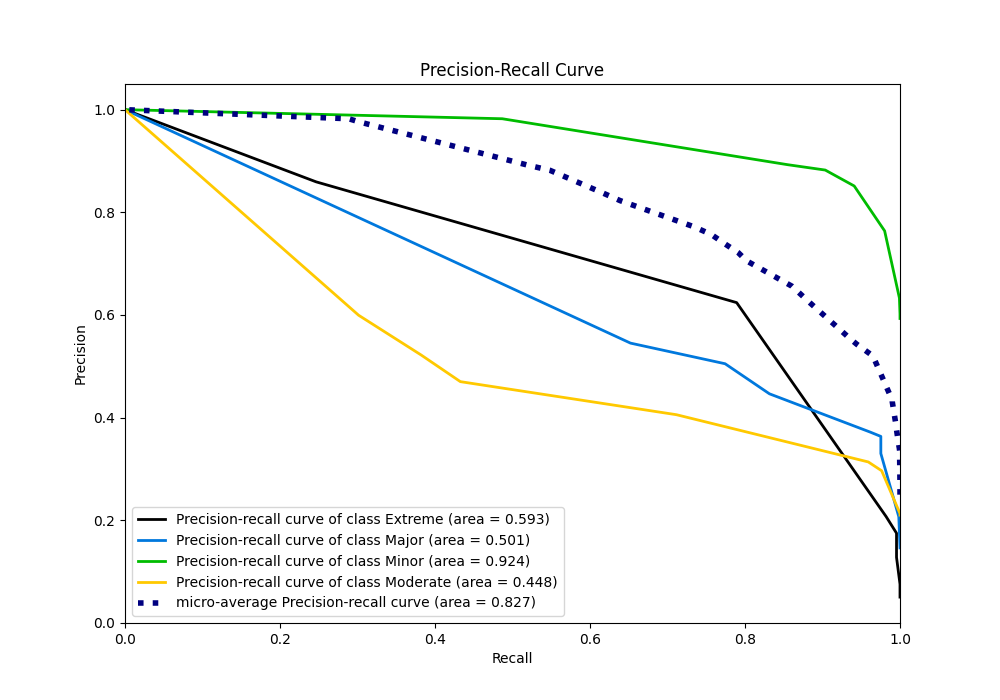 Precision-Recall Curve
Precision
1.0
0.8
0.6
0.4
0.2
0.0
Precision-recall curve of class Extreme (area = 0.593)
Precision-recall curve of class Major (area = 0.501)
Precision-recall curve of class Minor (area = 0.924)
Precision-recall curve of class Moderate (area = 0.448)
micro-average Precision-recall curve (area = 0.827)
0.0 0.2 0.4 0.6 0.8 1.0
Recall